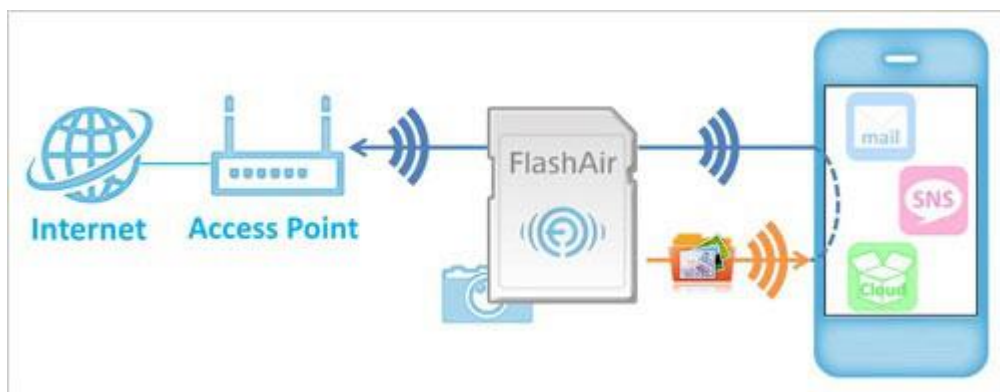 Internet
Access Point
FlashAir
mail
SNS
Cloud